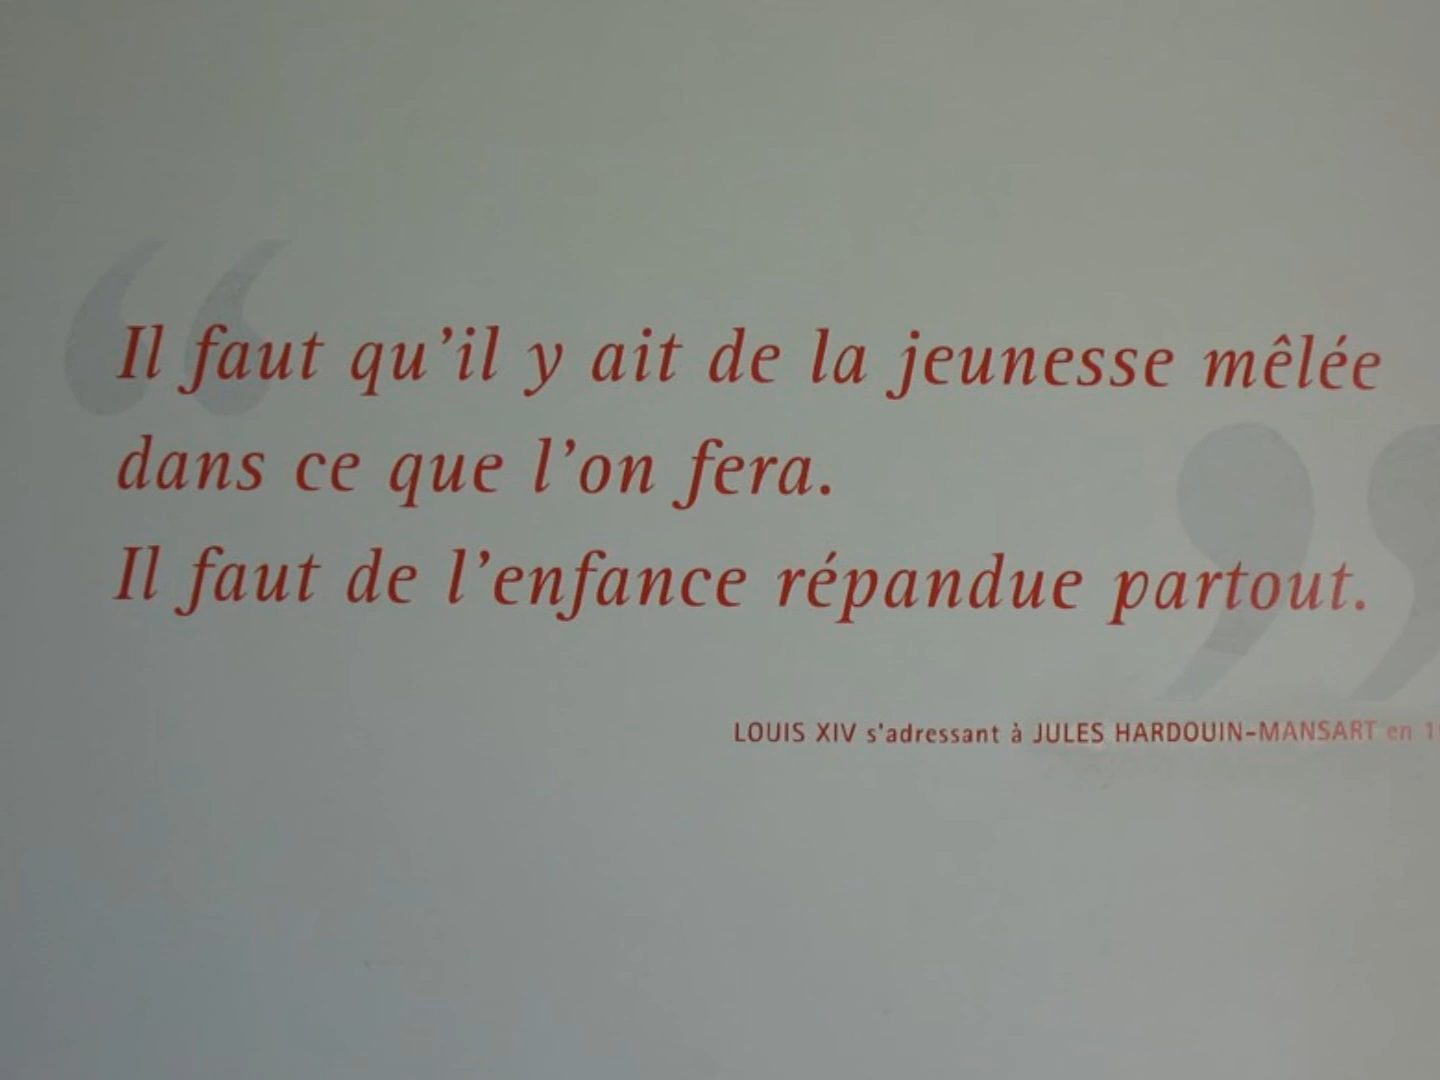 Il faut qu’il y ait de la jeunesse mêlée
dans ce que l’on fera.
Il faut de l’enfance répandue partout.
LOUIS XIV s'adressant à JULES HARDOUIN-MANSART en